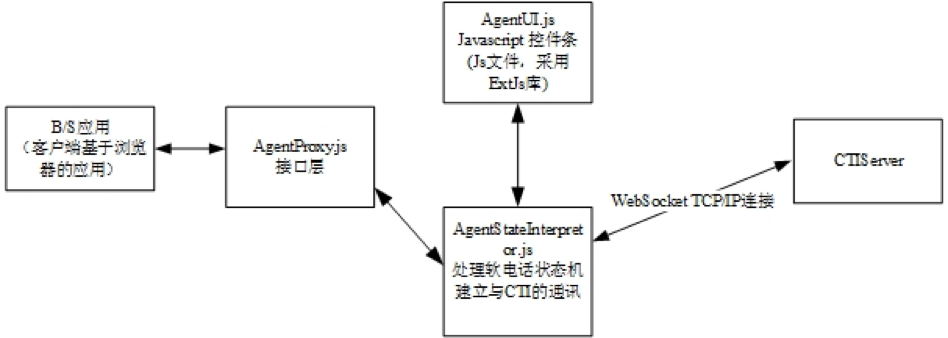 AgentUI.js
Javascript 控件条
(Js文件，采用
ExtJs库)
B/S应用
（客户端基于浏览
器的应用）
AgentProxy.js
接口层
CTIServer
WebSocket TCP/IP连接
AgentStateInterpret
or.js
处理软电话状态机
建立与CTI的通讯